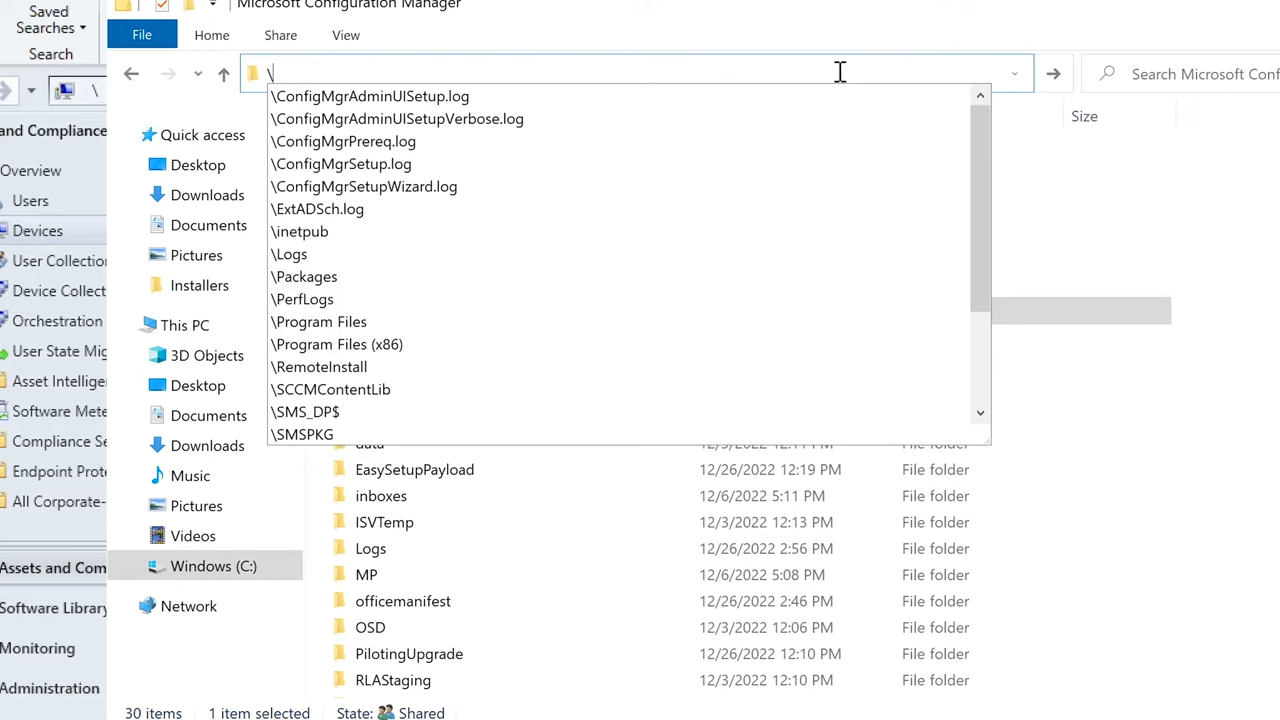 Microsoft Configuration Manager
Saved
Searches
Search
File
Home
Share
View
\
\
Search Microsoft Conf
and Compliance
Overview
Users
Devices
User Collection
Device Collect
Orchestration
User State Mig
Asset Intellige
Software Mete
Compliance Se
Endpoint Prote
All Corporate-
Assets and Com
Software Library
Monitoring
Administration
Quick access
Desktop
Downloads
Documents
Pictures
Installers
This PC
3D Objects
Desktop
Documents
Downloads
Music
Pictures
Videos
Windows (C:)
Network
\ConfigMgrAdminUISetup.log
\ConfigMgrAdminUISetupVerbose.log
\ConfigMgrPrereq.log
\ConfigMgrSetup.log
\ConfigMgrSetupWizard.log
\ExtADSch.log
\inetpub
\Logs
\Packages
\PerfLogs
\Program Files
\Program Files (x86)
\RemoteInstall
\SCCMContentLib
\SMS_DP$
\SMSPKG
Size
EasySetupPayload 12/26/2022 12:19 PM File folder
inboxes 12/6/2022 5:11 PM File folder
ISVTemp 12/3/2022 12:13 PM File folder
Logs 12/26/2022 2:56 PM File folder
MP 12/6/2022 5:08 PM File folder
officemanifest 12/26/2022 2:46 PM File folder
OSD 12/3/2022 12:06 PM File folder
PilotingUpgrade 12/26/2022 12:10 PM File folder
RLAStaging 12/3/2022 12:10 PM File folder
30 items 1 item selected State: Shared